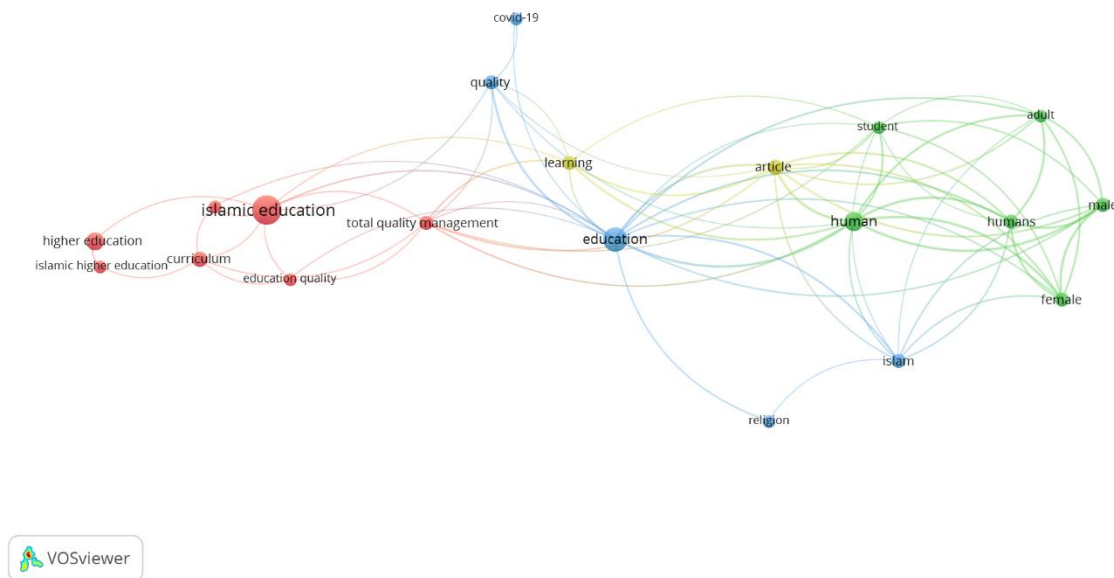 covid-19
quality
adult
student
learning
article
male
islamic education
human
humans
total quality management
higher education
education
curriculum
islamic higher education
education quality
female
islam
religion
VOSviewer